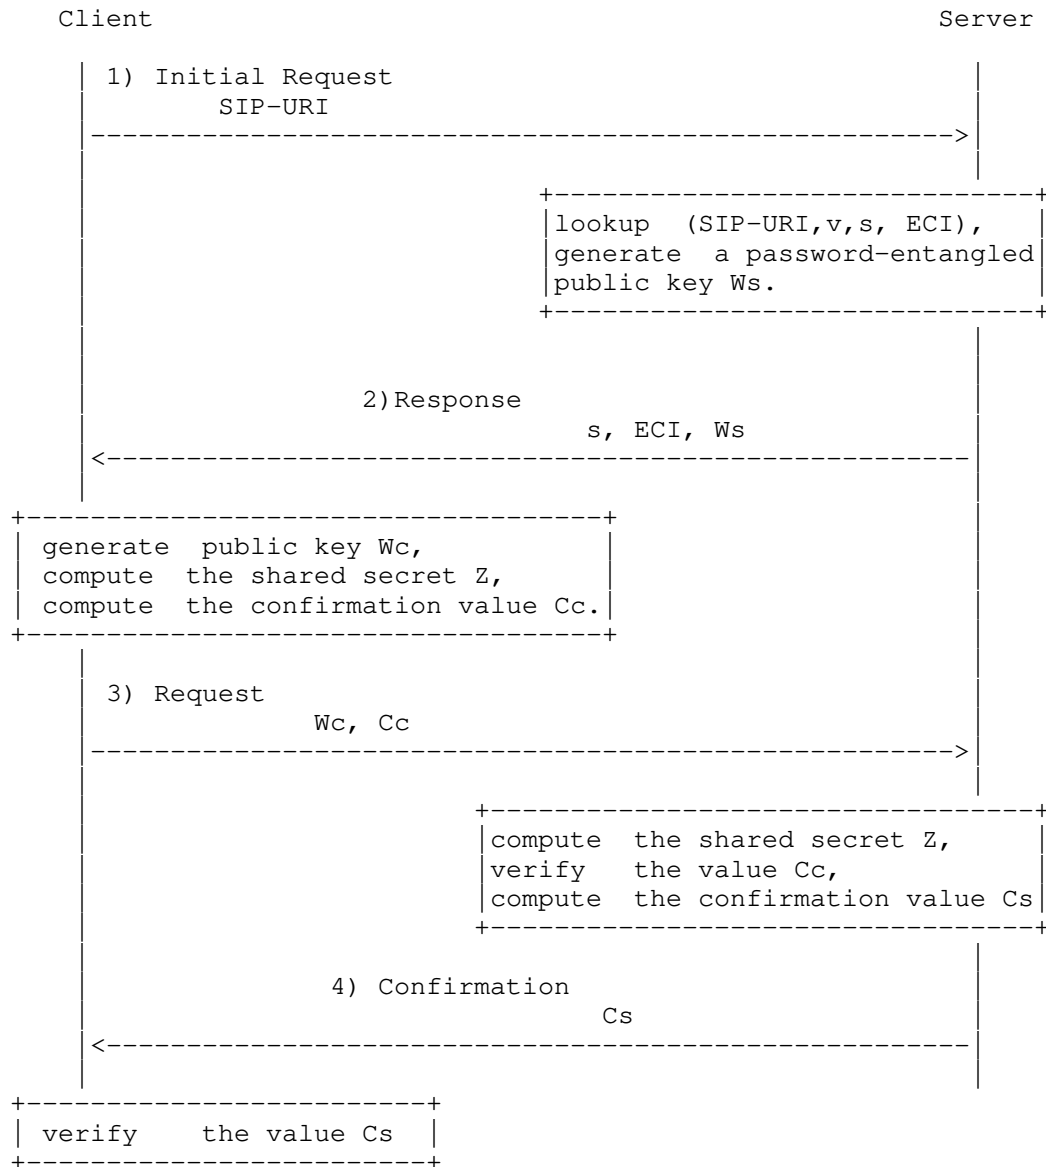 Client Server
1) Initial Request
SIP-URI
lookup (SIP-URI,v,s, ECI),
generate a password-entangled
public key Ws.
2)Response
s, ECI, Ws
generate public key Wc,
compute the shared secret Z,
compute the confirmation value Cc.
3) Request
Wc, Cc
compute the shared secret Z,
verify the value Cc,
compute the confirmation value Cs
4) Confirmation
Cs
verify the value Cs